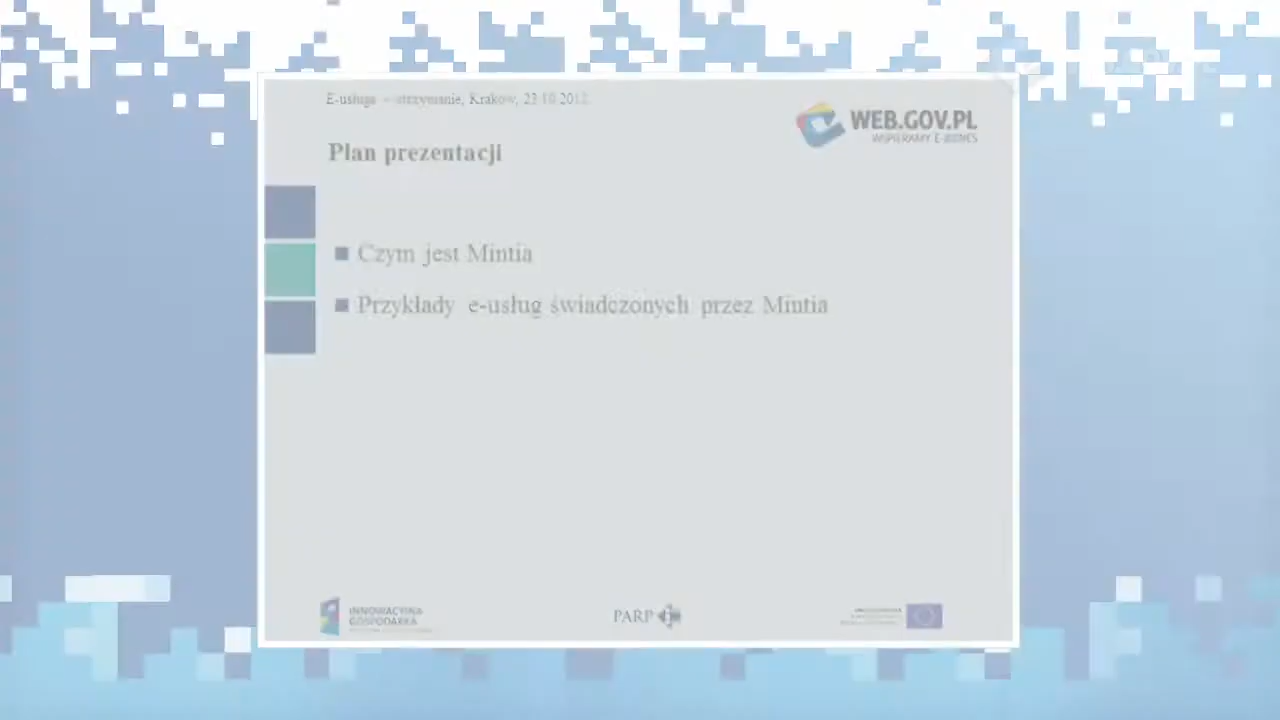 E-usługa – otrzymanie, Kraków, 23.10.2012
WEB.GOV.PL
WSPIERAMY E-BIZNES
Plan prezentacji
Czym jest Mintia
Przykłady e-usług świadczonych przez Mintia
INNOWACYJNA
GOSPODARKA
PARP